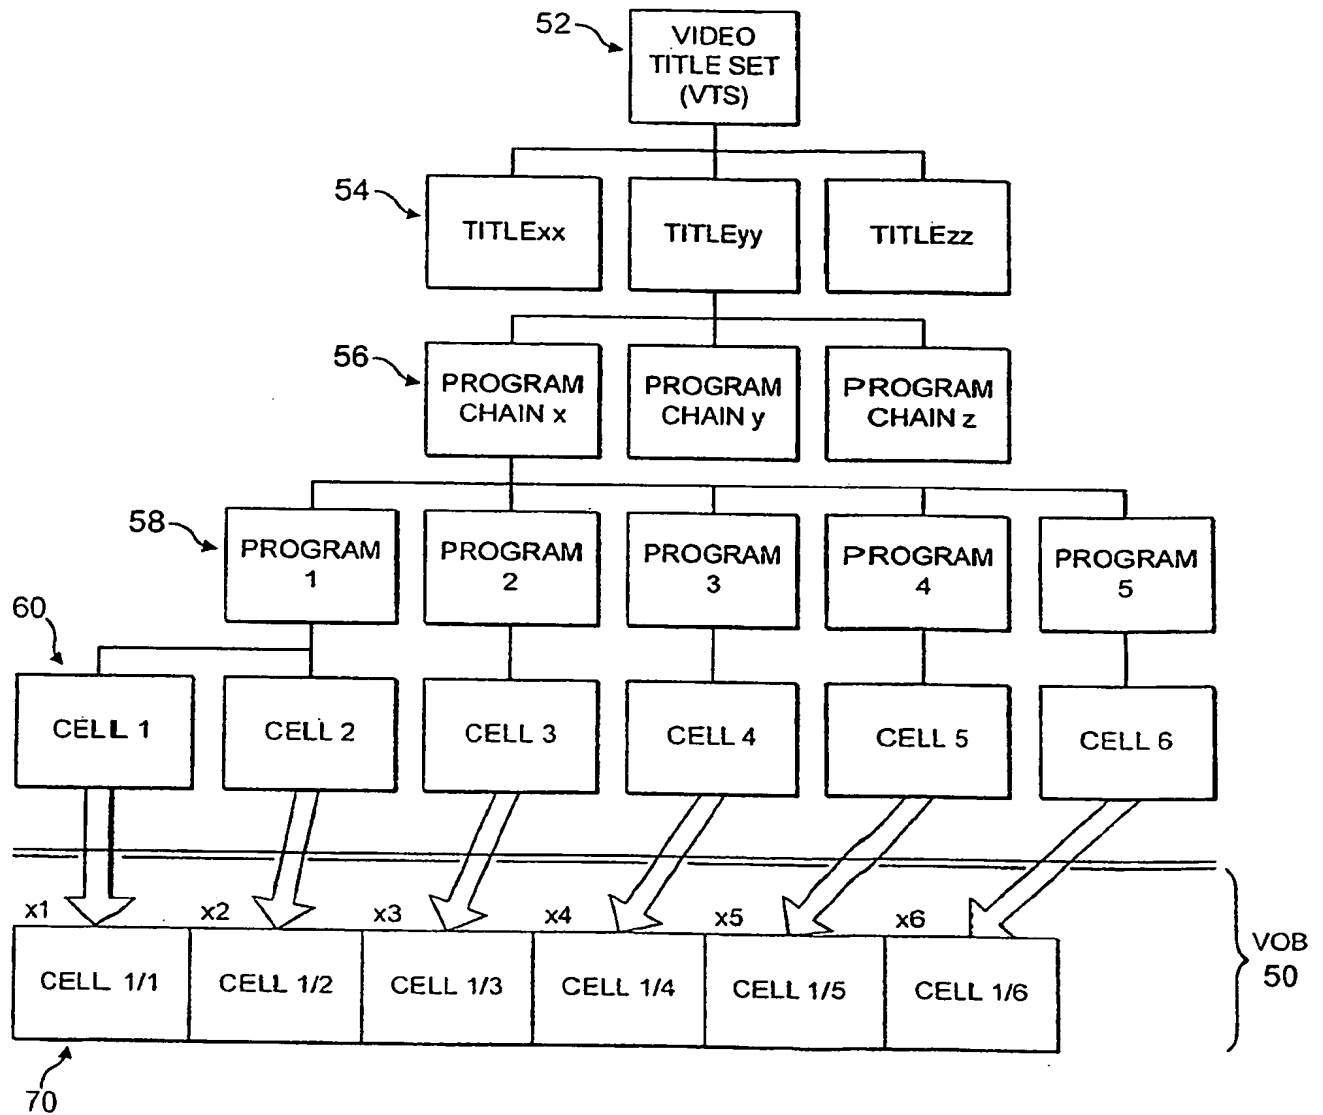 52
VIDEO
TITLE SET
(VTS)
54
TITLExx
TITLEyy
TITLEzz
56
PROGRAM
CHAIN x
PROGRAM
CHAIN y
PROGRAM
CHAIN z
58
PROGRAM
1
PROGRAM
2
PROGRAM
3
PROGRAM
4
PROGRAM
5
60
CELL 1
CELL 2
CELL 3
CELL 4
CELL 5
CELL 6
x1
x2
x3
x4
x5
x6
CELL 1/1
CELL 1/2
CELL 1/3
CELL 1/4
CELL 1/5
CELL 1/6
VOB
50
70